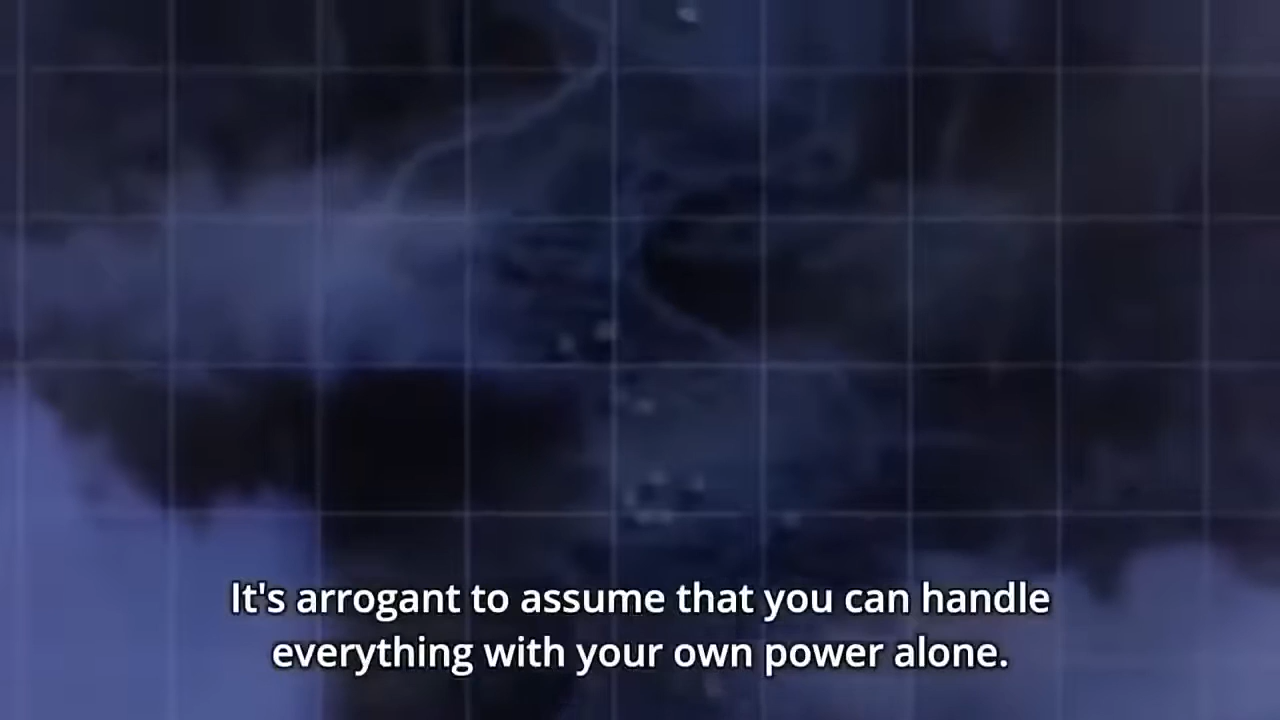 It's arrogant to assume that you can handle
everything with your own power alone.